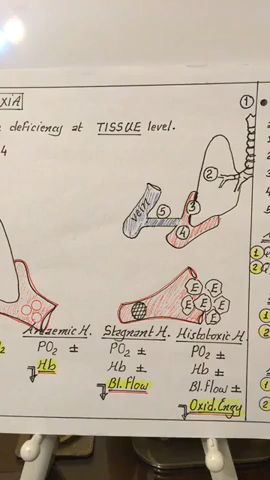 XIA
deficiency at TISSUE level.
4
1
2
3
vein
5
4
E E E E E E
Anaemic H. Stagnant H. Histotoxic H.
PO₂ ± PO₂ ± PO₂ ±
Hb Hb ± Hb ±
Bl. Flow Bl. Flow ±
Oxid. Enzy